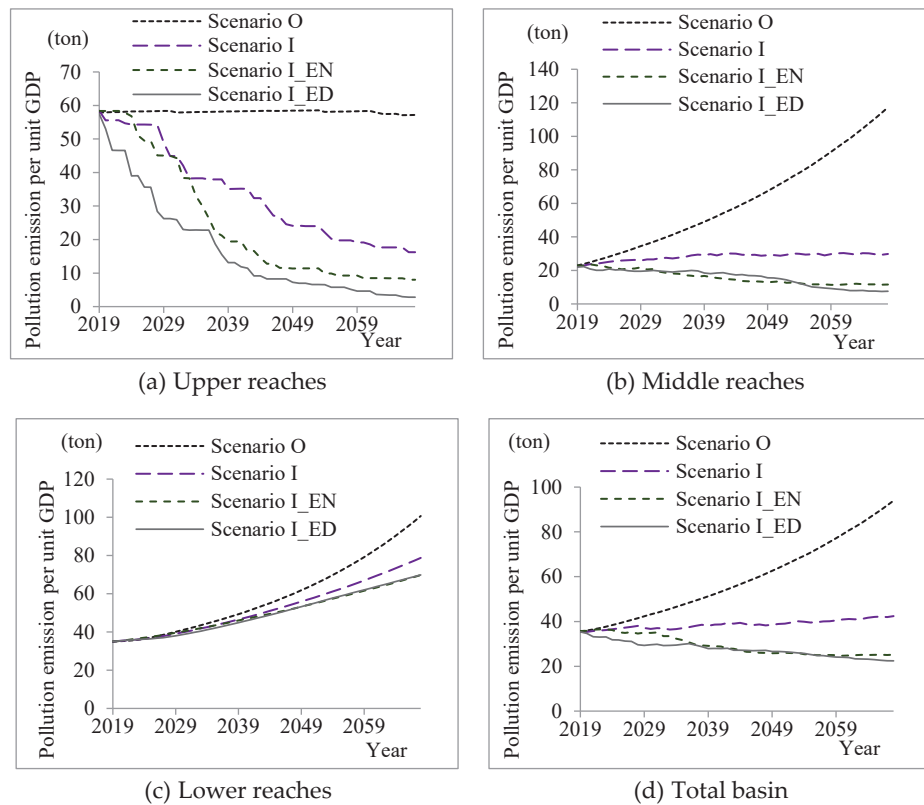 (ton)
Scenario O
Scenario I
Scenario I_EN
Scenario I_ED
Pollution emission per unit GDP
70
60
50
40
30
20
10
0
2019 2029 2039 2049 2059
Year
(a) Upper reaches
(ton)
Scenario O
Scenario I
Scenario I_EN
Scenario I_ED
Pollution emission per unit GDP
140
120
100
80
60
40
20
0
2019 2029 2039 2049 2059
Year
(b) Middle reaches
(ton)
Scenario O
Scenario I
Scenario I_EN
Scenario I_ED
Pollution emission per unit GDP
120
100
80
60
40
20
0
2019 2029 2039 2049 2059
Year
(c) Lower reaches
(ton)
Scenario O
Scenario I
Scenario I_EN
Scenario I_ED
Pollution emission per unit GDP
100
80
60
40
20
0
2019 2029 2039 2049 2059
Year
(d) Total basin